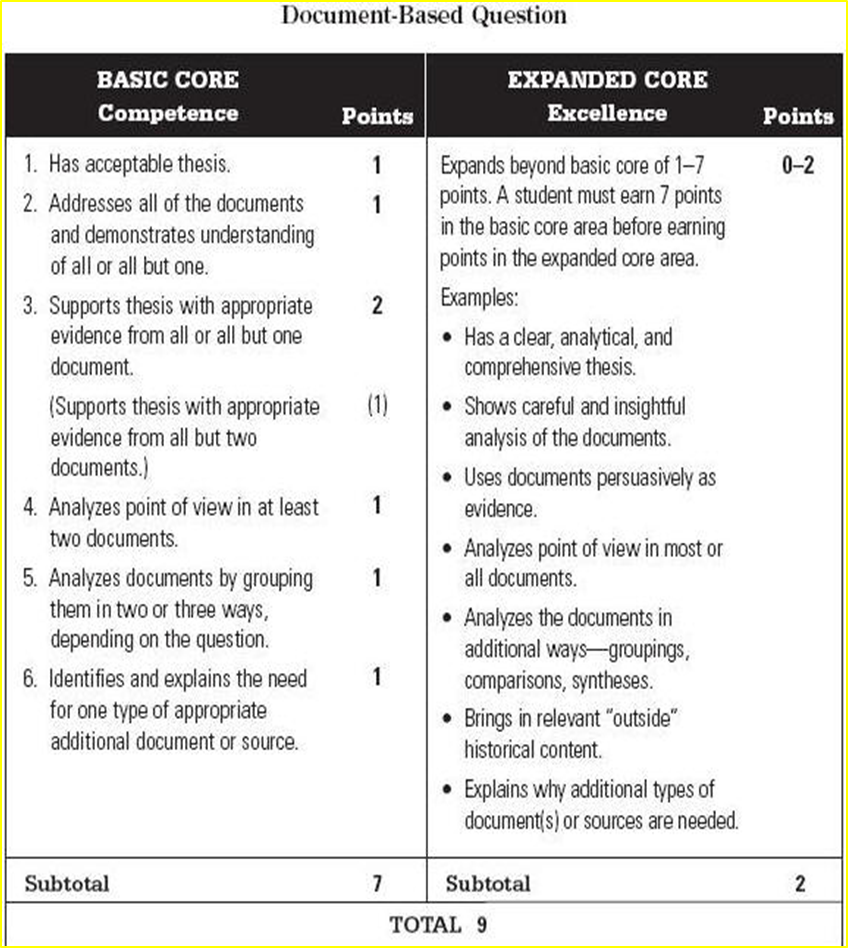 Document-Based Question
BASIC CORE
Competence Points
1. Has acceptable thesis. 1
2. Addresses all of the documents 1
and demonstrates understanding
of all or all but one.
3. Supports thesis with appropriate 2
evidence from all or all but one
document.
(Supports thesis with appropriate (1)
evidence from all but two
documents.)
4. Analyzes point of view in at least 1
two documents.
5. Analyzes documents by grouping 1
them in two or three ways,
depending on the question.
6. Identifies and explains the need 1
for one type of appropriate
additional document or source.
Subtotal 7
EXPANDED CORE
Excellence Points
Expands beyond basic core of 1–7 0–2
points. A student must earn 7 points
in the basic core area before earning
points in the expanded core area.
Examples:
• Has a clear, analytical, and
comprehensive thesis.
• Shows careful and insightful
analysis of the documents.
• Uses documents persuasively as
evidence.
• Analyzes point of view in most or
all documents.
• Analyzes the documents in
additional ways—groupings,
comparisons, syntheses.
• Brings in relevant "outside"
historical content.
• Explains why additional types of
document(s) or sources are needed.
Subtotal 2
TOTAL 9